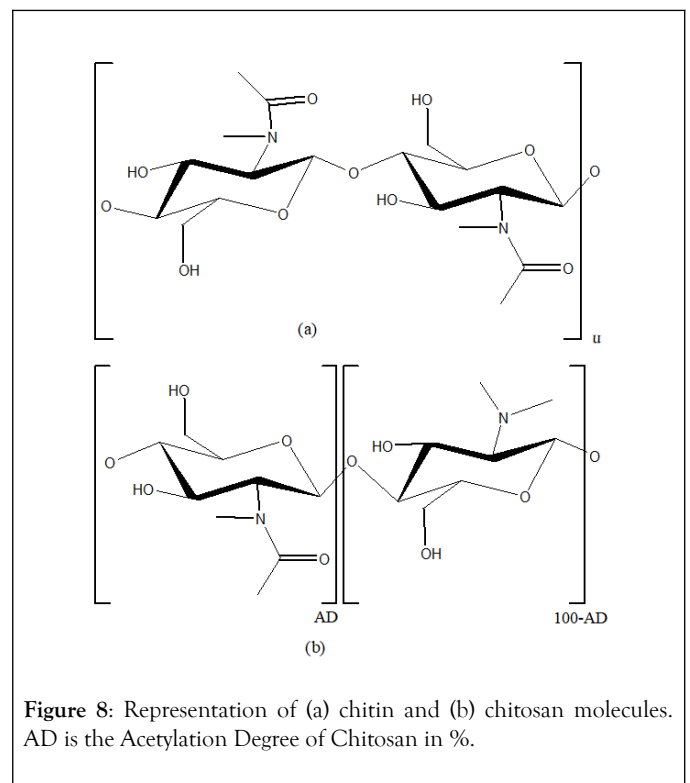 O
N
HO
HO
O
O
O
O
HO
O
N
OH
O
(a)
u
HO
N
O
HO
O
O
O
HO
N
O
O
OH
AD
100-AD
(b)
Figure 8: Representation of (a) chitin and (b) chitosan molecules.
AD is the Acetylation Degree of Chitosan in %.